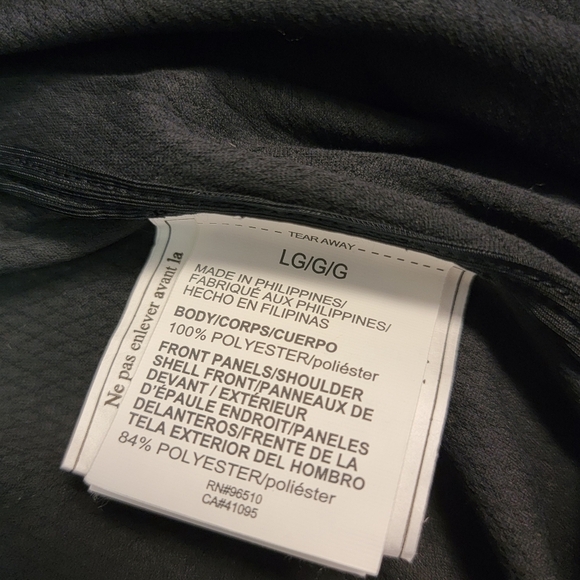 TEAR AWAY
LG/G/G
MADE IN PHILIPPINES/
FABRIQUÉ AUX PHILIPPINES/
HECHO EN FILIPINAS
BODY/CORPS/CUERPO
100% POLYESTER/poliéster
FRONT PANELS/SHOULDER
SHELL FRONT/PANNEAUX DE
DEVANT / EXTÉRIEUR
D'ÉPAULE ENDROIT/PANELES
DELANTEROS/FRENTE DE LA
TELA EXTERIOR DEL HOMBRO
84% POLYESTER/poliéster
RN#96510
CA#41095
Ne pas enlever avant la